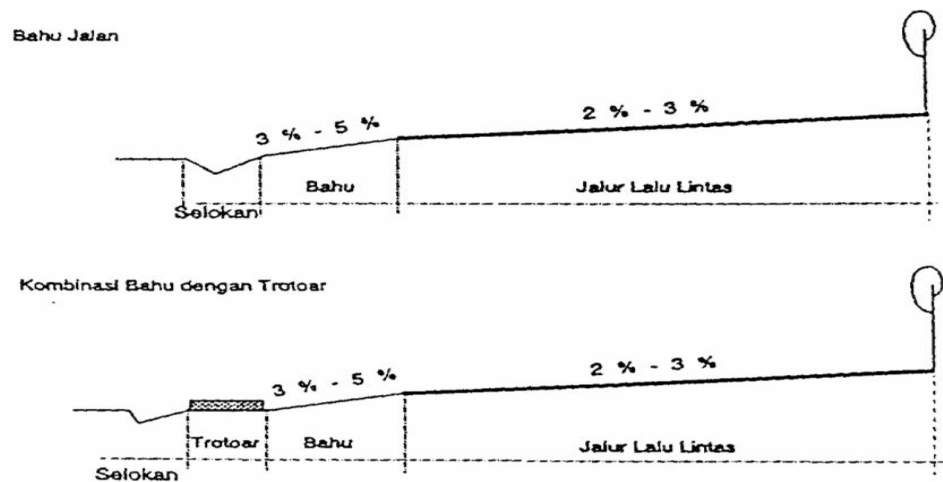 Bahu Jalan
3 % - 5 %
2 % - 3 %
Bahu
Jalur Lalu Lintas
Selokan
Kombinasi Bahu dengan Trotoar
3 % - 5 %
2 % - 3 %
Trotoar
Bahu
Jalur Lalu Lintas
Selokan